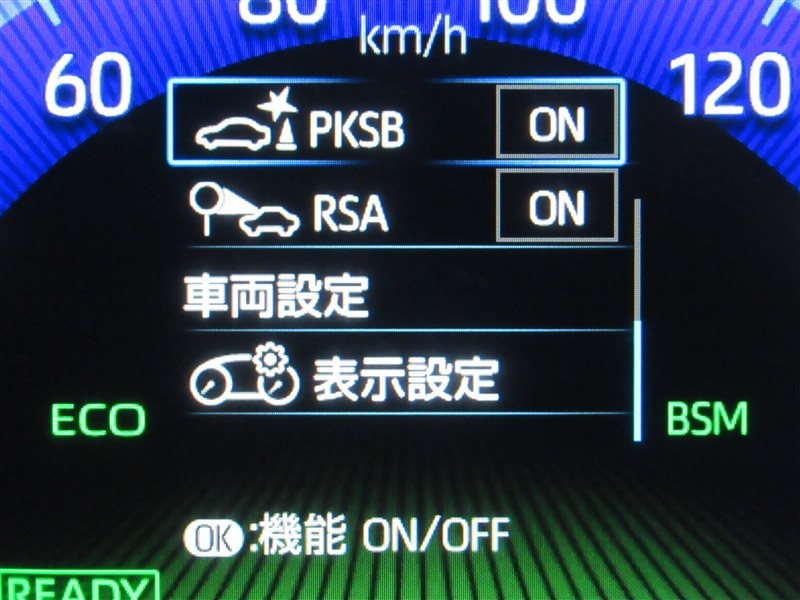 80 100
km/h
60 120
PKSB ON
RSA ON
車両設定
表示設定
ECO BSM
OK:機能 ON/OFF
READY